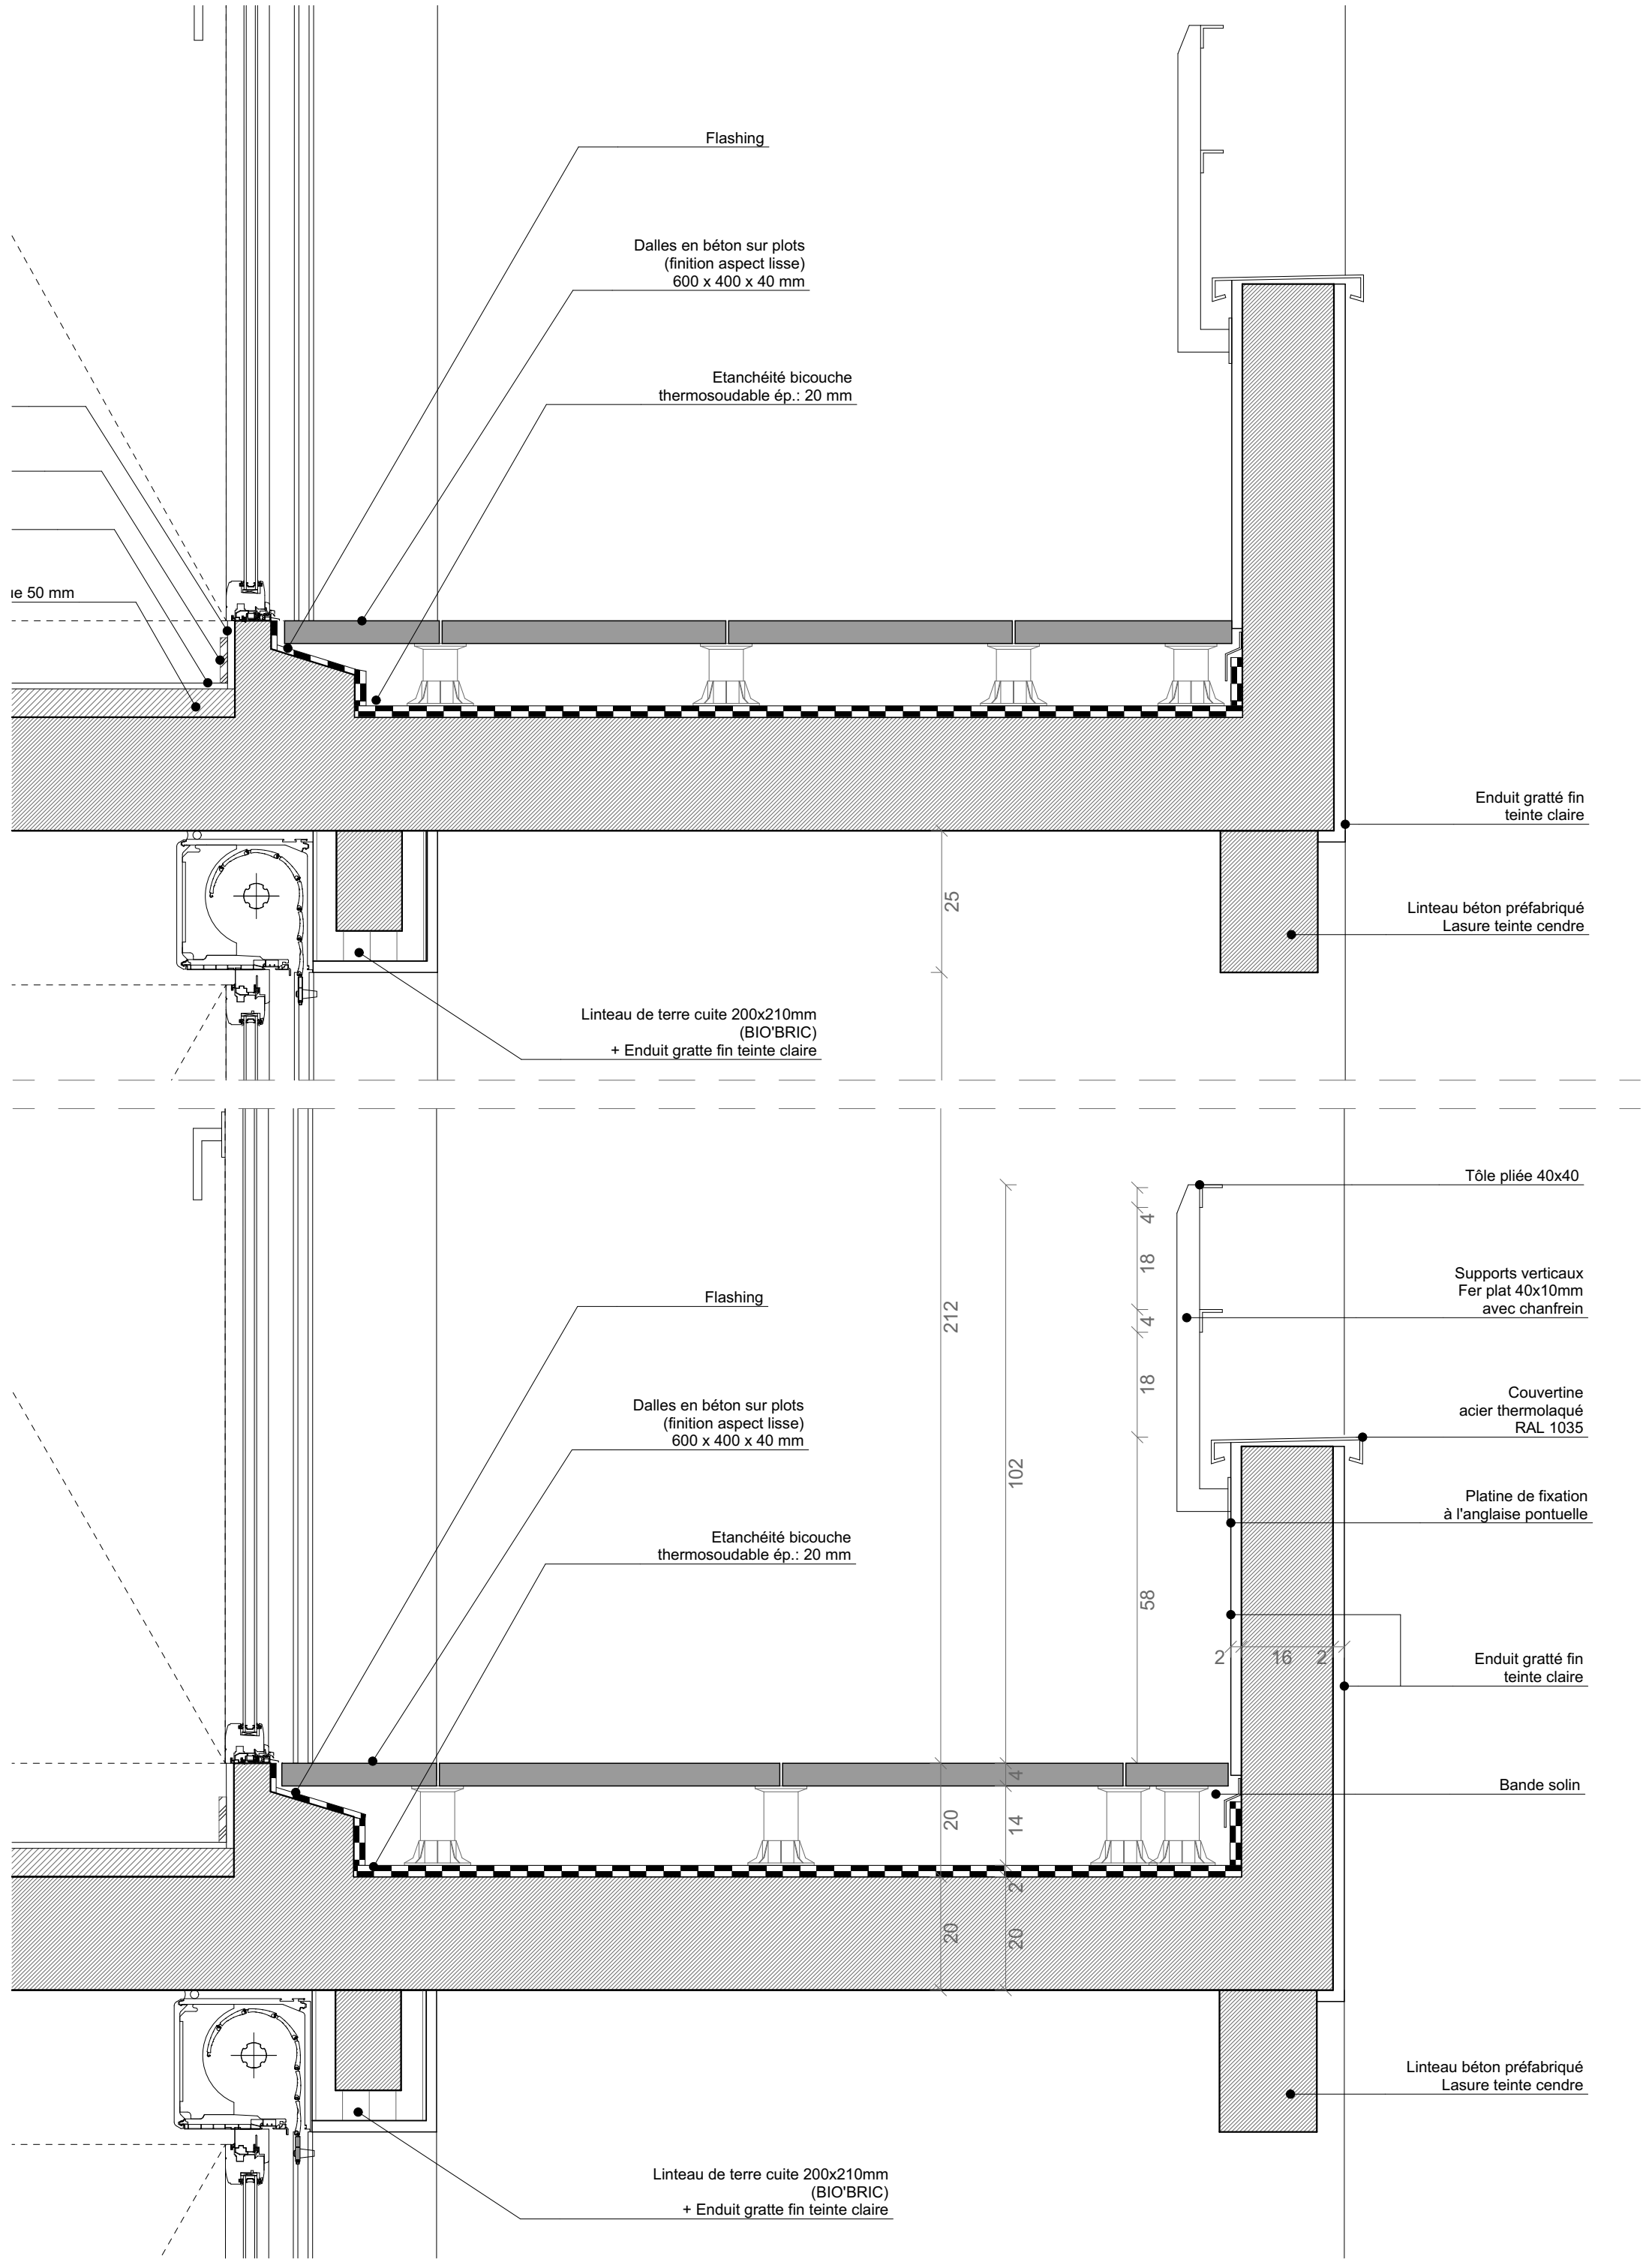 Flashing
Dalles en béton sur plots
(finition aspect lisse)
600 x 400 x 40 mm
Etanchéité bicouche
thermosoudable ép.: 20 mm
50 mm
Enduit gratté fin
teinte claire
25
Linteau béton préfabriqué
Lasure teinte cendre
Linteau de terre cuite 200x210mm
(BIO'BRIC)
+ Enduit gratte fin teinte claire
Tôle pliée 40x40
4
18
Supports verticaux
Fer plat 40x10mm
avec chanfrein
Flashing
212
4
18
Couvertine
acier thermolaqué
RAL 1035
Dalles en béton sur plots
(finition aspect lisse)
600 x 400 x 40 mm
102
Platine de fixation
à l'anglaise pontuelle
Etanchéité bicouche
thermosoudable ép.: 20 mm
58
2 16 2
Enduit gratté fin
teinte claire
4
Bande solin
20
14
2
20
20
Linteau béton préfabriqué
Lasure teinte cendre
Linteau de terre cuite 200x210mm
(BIO'BRIC)
+ Enduit gratte fin teinte claire